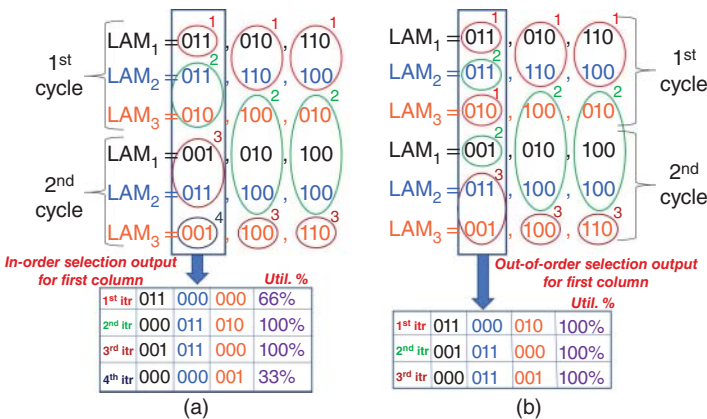 1st cycle
LAM1 = 011 1, 010 1, 110 1
LAM2 = 011 2, 110, 100
LAM3 = 010, 100 2, 010 2
2nd cycle
LAM1 = 001 3, 010, 100
LAM2 = 011, 100, 100
LAM3 = 001 4, 100 3, 110 3
In-order selection output for first column
Util. %
1st itr 011 000 000 66%
2nd itr 000 011 010 100%
3rd itr 001 011 000 100%
4th itr 000 000 001 33%
(a)
LAM1 = 011 1, 010 1, 110 1
LAM2 = 011 2, 110, 100
LAM3 = 010 1, 100 2, 010 2
1st cycle
LAM1 = 001 2, 010, 100
LAM2 = 011 3, 100, 100
LAM3 = 001, 100 3, 110 3
2nd cycle
Out-of-order selection output for first column
Util. %
1st itr 011 000 010 100%
2nd itr 001 011 000 100%
3rd itr 000 011 001 100%
(b)